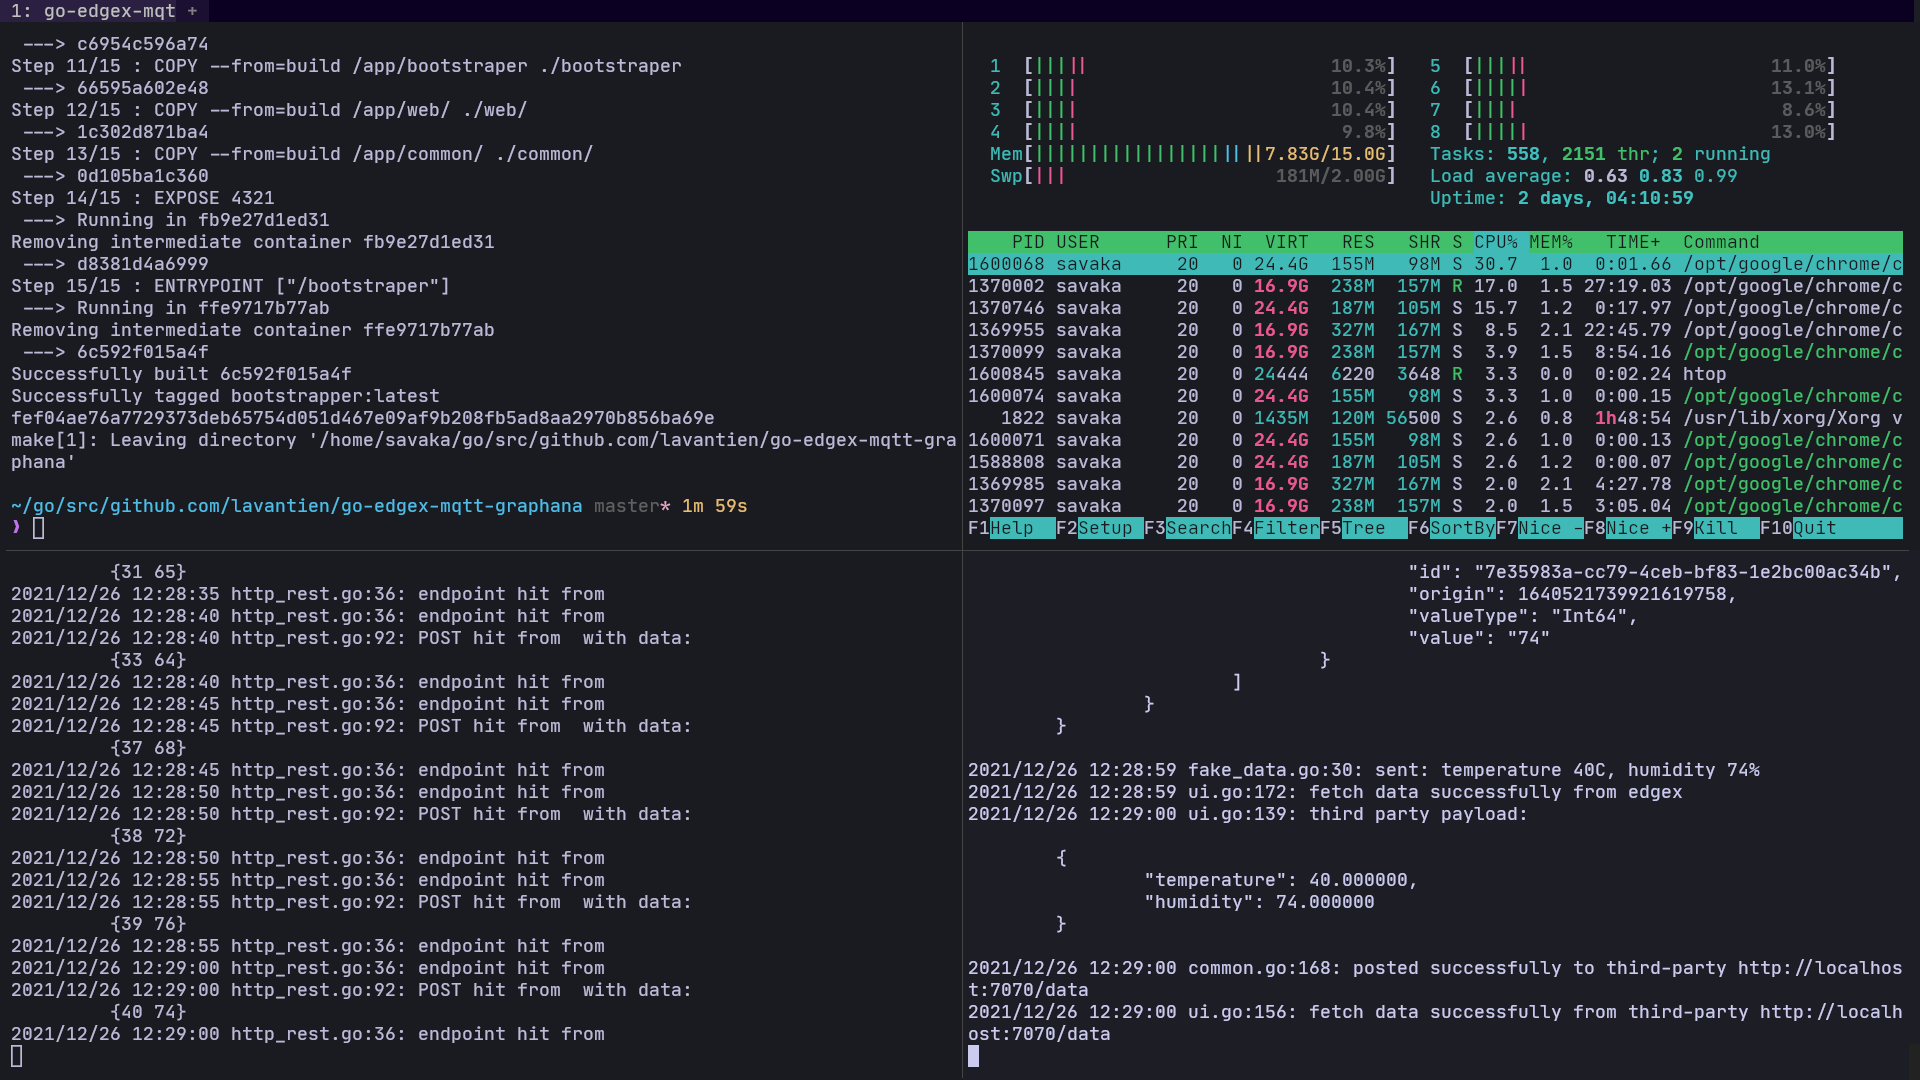 1: go-edgex-mqt +
---> c6954c596a74
Step 11/15 : COPY --from=build /app/bootstraper ./bootstraper
---> 66595a602e48
Step 12/15 : COPY --from=build /app/web/ ./web/
---> 1c302d871ba4
Step 13/15 : COPY --from=build /app/common/ ./common/
---> 0d105ba1c360
Step 14/15 : EXPOSE 4321
---> Running in fb9e27d1ed31
Removing intermediate container fb9e27d1ed31
---> d8381d4a6999
Step 15/15 : ENTRYPOINT ["/bootstraper"]
---> Running in ffe9717b77ab
Removing intermediate container ffe9717b77ab
---> 6c592f015a4f
Successfully built 6c592f015a4f
Successfully tagged bootstrapper:latest
fef04ae76a7729373deb65754d051d467e09af9b208fb5ad8aa2970b856ba69e
make[1]: Leaving directory '/home/savaka/go/src/github.com/lavantien/go-edgex-mqtt-gra
phana'
~/go/src/github.com/lavantien/go-edgex-mqtt-graphana master* 1m 59s
❯
1 [||||| 10.3%] 5 [||||| 11.0%]
2 [|||| 10.4%] 6 [||||| 13.1%]
3 [|||| 10.4%] 7 [|||| 8.6%]
4 [|||| 9.8%] 8 [||||| 13.0%]
Mem[|||||||||||||||||||||7.83G/15.0G] Tasks: 558, 2151 thr; 2 running
Swp[||| 181M/2.00G] Load average: 0.63 0.83 0.99
Uptime: 2 days, 04:10:59
PID USER PRI NI VIRT RES SHR S CPU% MEM% TIME+ Command
1600068 savaka 20 0 24.4G 155M 98M S 30.7 1.0 0:01.66 /opt/google/chrome/c
1370002 savaka 20 0 16.9G 238M 157M R 17.0 1.5 27:19.03 /opt/google/chrome/c
1370746 savaka 20 0 24.4G 187M 105M S 15.7 1.2 0:17.97 /opt/google/chrome/c
1369955 savaka 20 0 16.9G 327M 167M S 8.5 2.1 22:45.79 /opt/google/chrome/c
1370099 savaka 20 0 16.9G 238M 157M S 3.9 1.5 8:54.16 /opt/google/chrome/c
1600845 savaka 20 0 24444 6220 3648 R 3.3 0.0 0:02.24 htop
1600074 savaka 20 0 24.4G 155M 98M S 3.3 1.0 0:00.15 /opt/google/chrome/c
1822 savaka 20 0 1435M 120M 56500 S 2.6 0.8 1h48:54 /usr/lib/xorg/Xorg v
1600071 savaka 20 0 24.4G 155M 98M S 2.6 1.0 0:00.13 /opt/google/chrome/c
1588808 savaka 20 0 24.4G 187M 105M S 2.6 1.2 0:00.07 /opt/google/chrome/c
1369985 savaka 20 0 16.9G 327M 167M S 2.0 2.1 4:27.78 /opt/google/chrome/c
1370097 savaka 20 0 16.9G 238M 157M S 2.0 1.5 3:05.04 /opt/google/chrome/c
F1Help F2Setup F3SearchF4FilterF5Tree F6SortByF7Nice -F8Nice +F9Kill F10Quit
{31 65}
2021/12/26 12:28:35 http_rest.go:36: endpoint hit from
2021/12/26 12:28:40 http_rest.go:36: endpoint hit from
2021/12/26 12:28:40 http_rest.go:92: POST hit from with data:
{33 64}
2021/12/26 12:28:40 http_rest.go:36: endpoint hit from
2021/12/26 12:28:45 http_rest.go:36: endpoint hit from
2021/12/26 12:28:45 http_rest.go:92: POST hit from with data:
{37 68}
2021/12/26 12:28:45 http_rest.go:36: endpoint hit from
2021/12/26 12:28:50 http_rest.go:36: endpoint hit from
2021/12/26 12:28:50 http_rest.go:92: POST hit from with data:
{38 72}
2021/12/26 12:28:50 http_rest.go:36: endpoint hit from
2021/12/26 12:28:55 http_rest.go:36: endpoint hit from
2021/12/26 12:28:55 http_rest.go:92: POST hit from with data:
{39 76}
2021/12/26 12:28:55 http_rest.go:36: endpoint hit from
2021/12/26 12:29:00 http_rest.go:36: endpoint hit from
2021/12/26 12:29:00 http_rest.go:92: POST hit from with data:
{40 74}
2021/12/26 12:29:00 http_rest.go:36: endpoint hit from
"id": "7e35983a-cc79-4ceb-bf83-1e2bc00ac34b",
"origin": 1640521739921619758,
"valueType": "Int64",
"value": "74"
}
]
}
}
2021/12/26 12:28:59 fake_data.go:30: sent: temperature 40C, humidity 74%
2021/12/26 12:28:59 ui.go:172: fetch data successfully from edgex
2021/12/26 12:29:00 ui.go:139: third party payload:
{
"temperature": 40.000000,
"humidity": 74.000000
}
2021/12/26 12:29:00 common.go:168: posted successfully to third-party http://localhos
t:7070/data
2021/12/26 12:29:00 ui.go:156: fetch data successfully from third-party http://localh
ost:7070/data